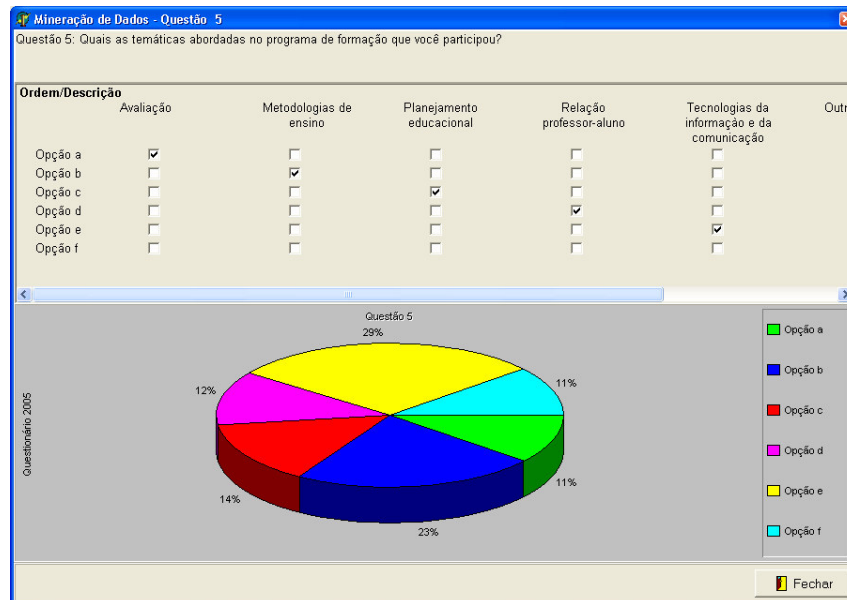 Mineração de Dados - Questão 5
Questão 5: Quais as temáticas abordadas no programa de formação que você participou?
Ordem/Descrição
Avaliação
Metodologias de
ensino
Planejamento
educacional
Relação
professor-aluno
Tecnologias da
informação e da
comunicação
Outr
Opção a
Opção b
Opção c
Opção d
Opção e
Opção f
Questão 5
29%
12%
11%
14%
11%
23%
Questionário 2005
Opção a
Opção b
Opção c
Opção d
Opção e
Opção f
Fechar